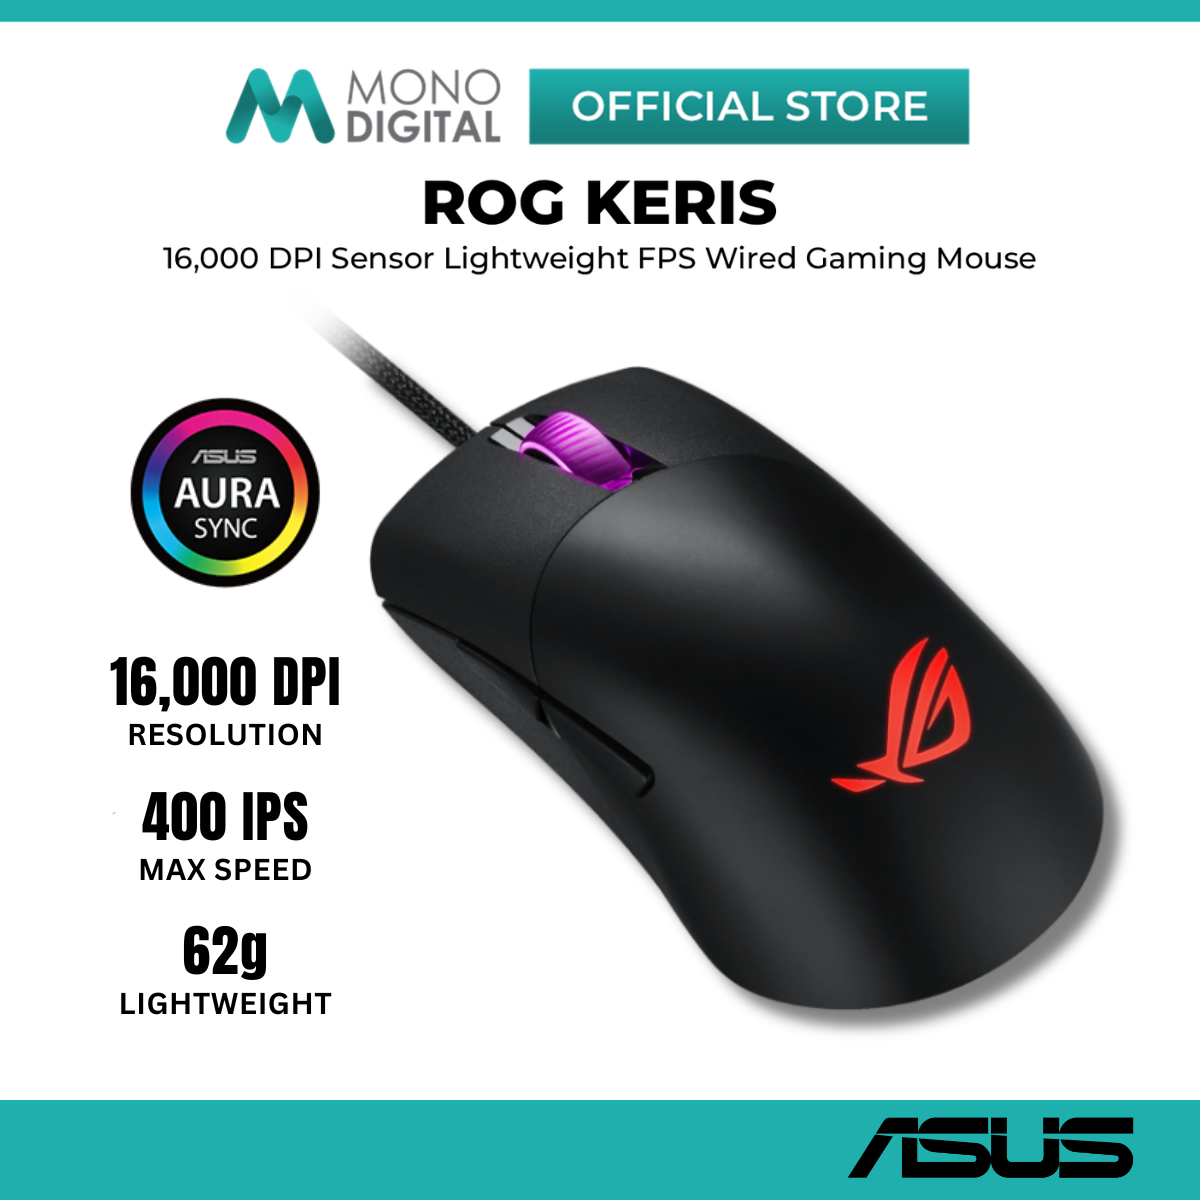 MONO
DIGITAL
OFFICIAL STORE
ROG KERIS
16,000 DPI Sensor Lightweight FPS Wired Gaming Mouse
ASUS
AURA
SYNC
16,000 DPI
RESOLUTION
400 IPS
MAX SPEED
62g
LIGHTWEIGHT
ASUS